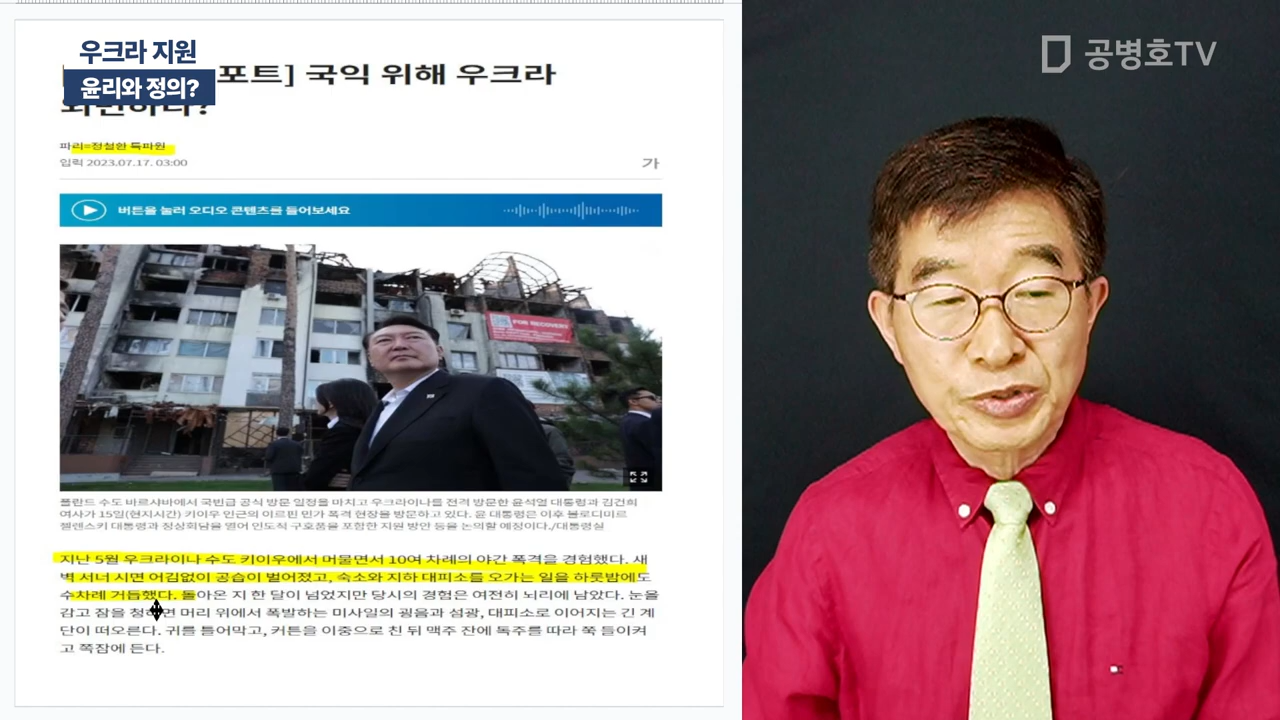 우크라 지원
윤리와 정의?
포트] 국익 위해 우크라
외면하라?
파리=정철환 특파원
입력 2023.07.17. 03:00
가
버튼을 눌러 오디오 콘텐츠를 들어보세요
FOR RECOVERY
폴란드 수도 바르샤바에서 국빈급 공식 방문 일정을 마치고 우크라이나를 전격 방문한 윤석열 대통령과 김건희
여사가 15일(현지시간) 키이우 인근의 이르핀 민가 폭격 현장을 방문하고 있다. 윤 대통령은 이후 볼로디미르
젤렌스키 대통령과 정상회담을 열어 인도적 구호품을 포함한 지원 방안 등을 논의할 예정이다./대통령실
지난 5월 우크라이나 수도 키이우에서 머물면서 10여 차례의 야간 폭격을 경험했다. 새
벽 서너 시면 어김없이 공습이 벌어졌고, 숙소와 지하 대피소를 오가는 일을 하룻밤에도
수차례 거듭했다. 돌아온 지 한 달이 넘었지만 당시의 경험은 여전히 뇌리에 남았다. 눈을
감고 잠을 청하면 머리 위에서 폭발하는 미사일의 굉음과 섬광, 대피소로 이어지는 긴 계
단이 떠오른다. 귀를 틀어막고, 커튼을 이중으로 친 뒤 맥주 잔에 독주를 따라 쭉 들이켜
고 쪽잠에 든다.
공병호TV